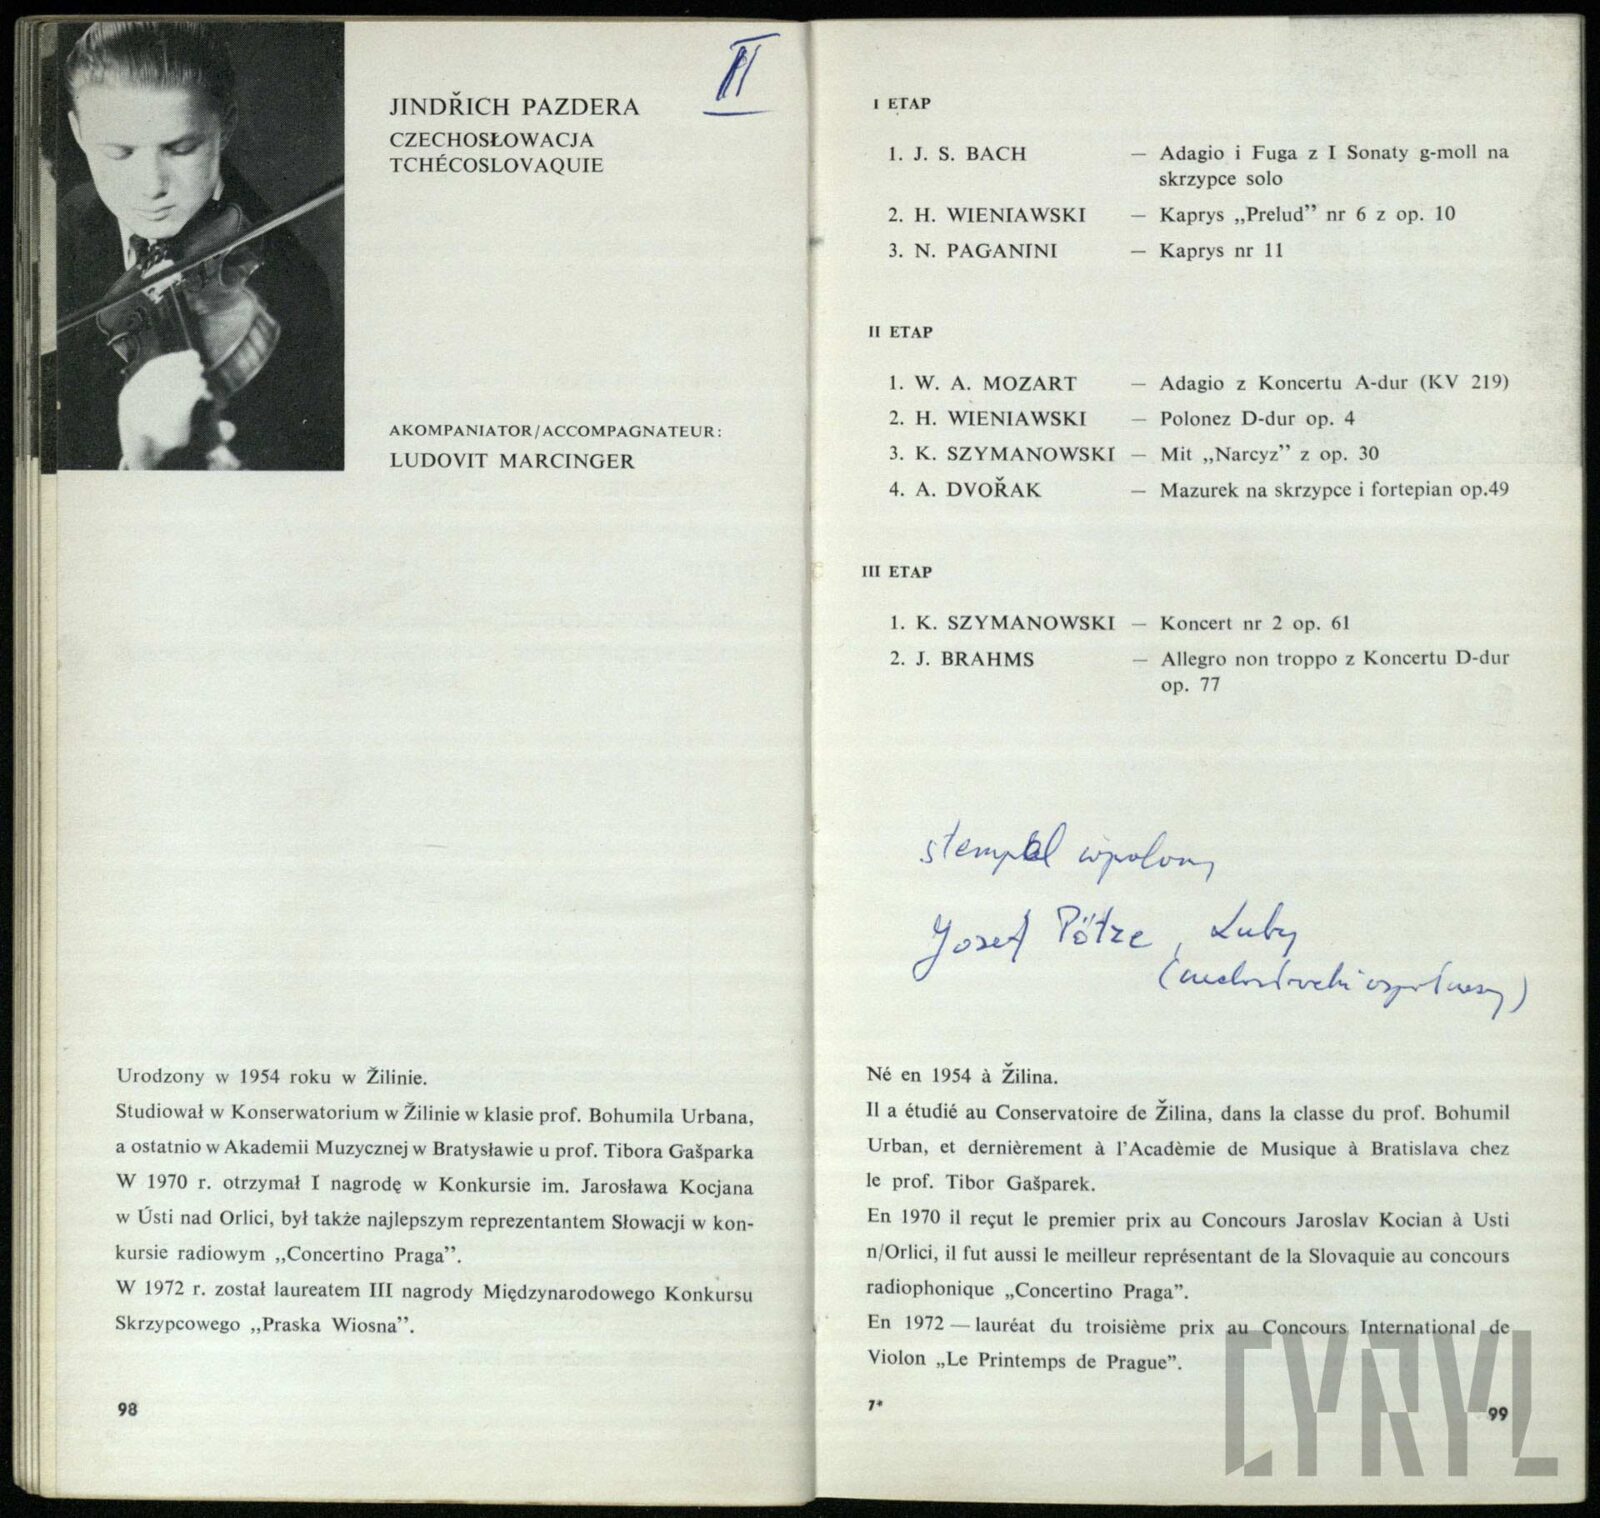 JINDŘICH PAZDERA
CZECHOSŁOWACJA
TCHÉCOSLOVAQUIE
AKOMPANIATOR/ACCOMPAGNATEUR:
LUDOVIT MARCINGER
Urodzony w 1954 roku w Žilinie.
Studiował w Konserwatorium w Žilinie w klasie prof. Bohumila Urbana,
a ostatnio w Akademii Muzycznej w Bratysławie u prof. Tibora Gašparka
W 1970 r. otrzymał I nagrodę w Konkursie im. Jarosława Kocjana
w Ústi nad Orlici, był także najlepszym reprezentantem Słowacji w kon-
kursie radiowym „Concertino Praga”.
W 1972 r. został laureatem III nagrody Międzynarodowego Konkursu
Skrzypcowego „Praska Wiosna”.
98
I ETAP
1. J. S. BACH — Adagio i Fuga z I Sonaty g-moll na
skrzypce solo
2. H. WIENIAWSKI — Kaprys „Prelud” nr 6 z op. 10
3. N. PAGANINI — Kaprys nr 11
II ETAP
1. W. A. MOZART — Adagio z Koncertu A-dur (KV 219)
2. H. WIENIAWSKI — Polonez D-dur op. 4
3. K. SZYMANOWSKI — Mit „Narcyz” z op. 30
4. A. DVOŘAK — Mazurek na skrzypce i fortepian op.49
III ETAP
1. K. SZYMANOWSKI — Koncert nr 2 op. 61
2. J. BRAHMS — Allegro non troppo z Koncertu D-dur
op. 77
stempel wpolony
Josef Pötze, Luby
Né en 1954 à Žilina.
Il a étudié au Conservatoire de Žilina, dans la classe du prof. Bohumil
Urban, et dernièrement à l'Acadèmie de Musique à Bratislava chez
le prof. Tibor Gašparek.
En 1970 il reçut le premier prix au Concours Jaroslav Kocian à Usti
n/Orlici, il fut aussi le meilleur représentant de la Slovaquie au concours
radiophonique „Concertino Praga”.
En 1972 — lauréat du troisième prix au Concours International de
Violon „Le Printemps de Prague”.
7*
99
CYRYL